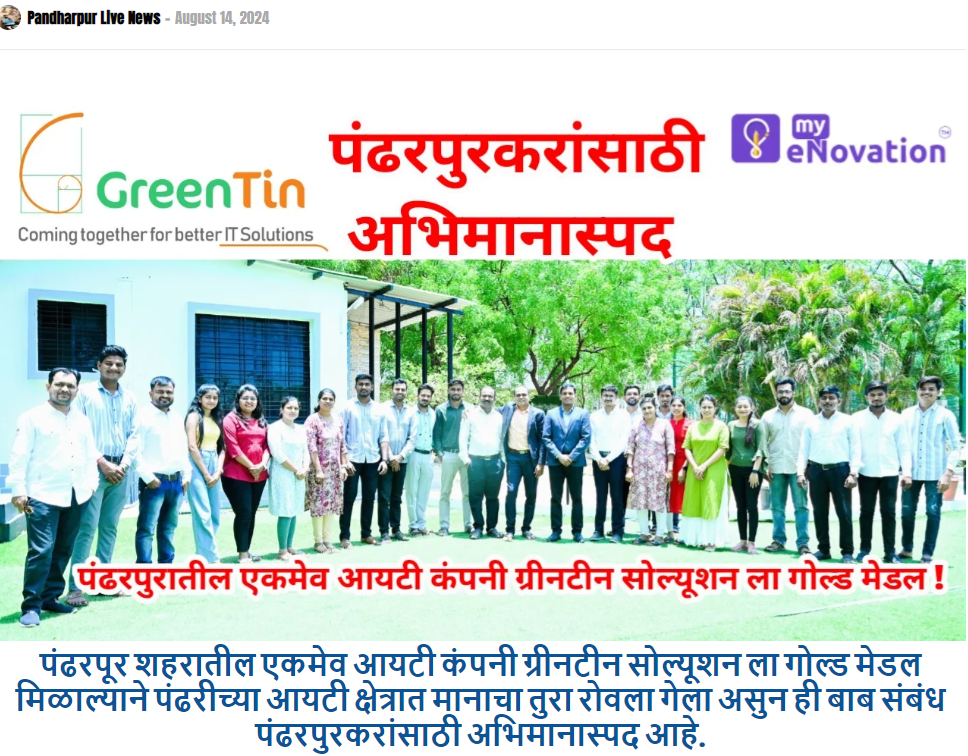 Pandharpur Live News - August 14, 2024
पंढरपुरकरांसाठी
अभिमानास्पद
my
eNovation
TM
GreenTin
Coming together for better IT Solutions
पंढरपुरातील एकमेव आयटी कंपनी ग्रीनटीन सोल्यूशन ला गोल्ड मेडल !
पंढरपूर शहरातील एकमेव आयटी कंपनी ग्रीनटीन सोल्यूशन ला गोल्ड मेडल
मिळाल्याने पंढरीच्या आयटी क्षेत्रात मानाचा तुरा रोवला गेला असुन ही बाब संबंध
पंढरपुरकरांसाठी अभिमानास्पद आहे.